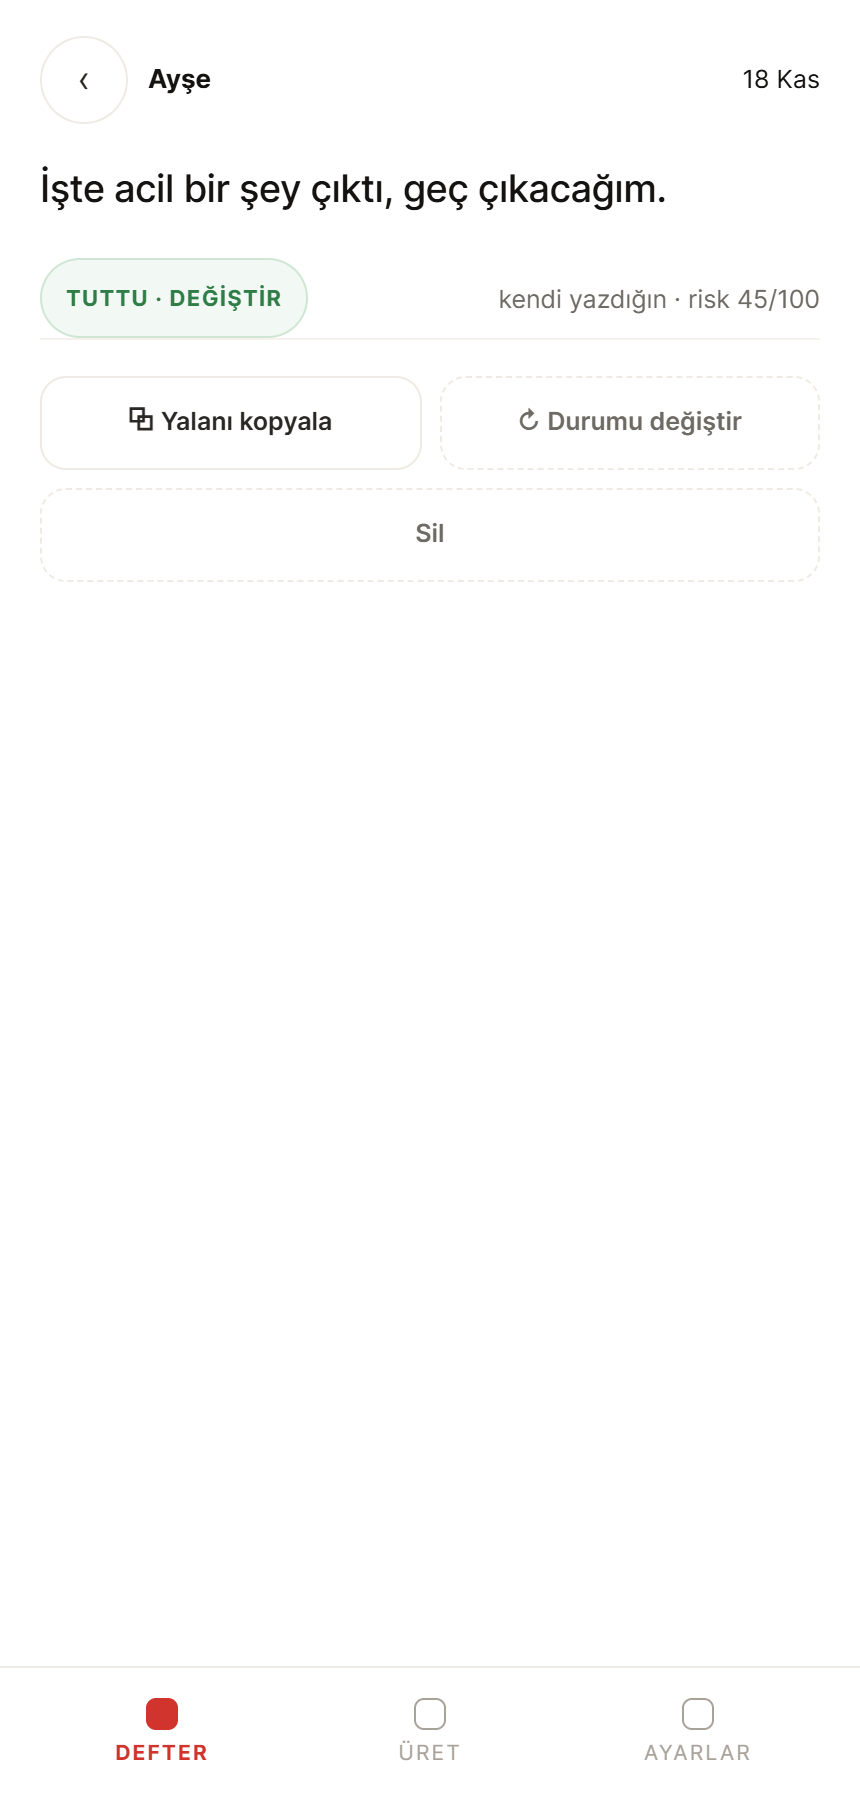 ‹ Ayşe 18 Kas
İşte acil bir şey çıktı, geç çıkacağım.
TUTTU · DEĞİŞTİR kendi yazdığın · risk 45/100
⧉ Yalanı kopyala ↻ Durumu değiştir
Sil
DEFTER ÜRET AYARLAR